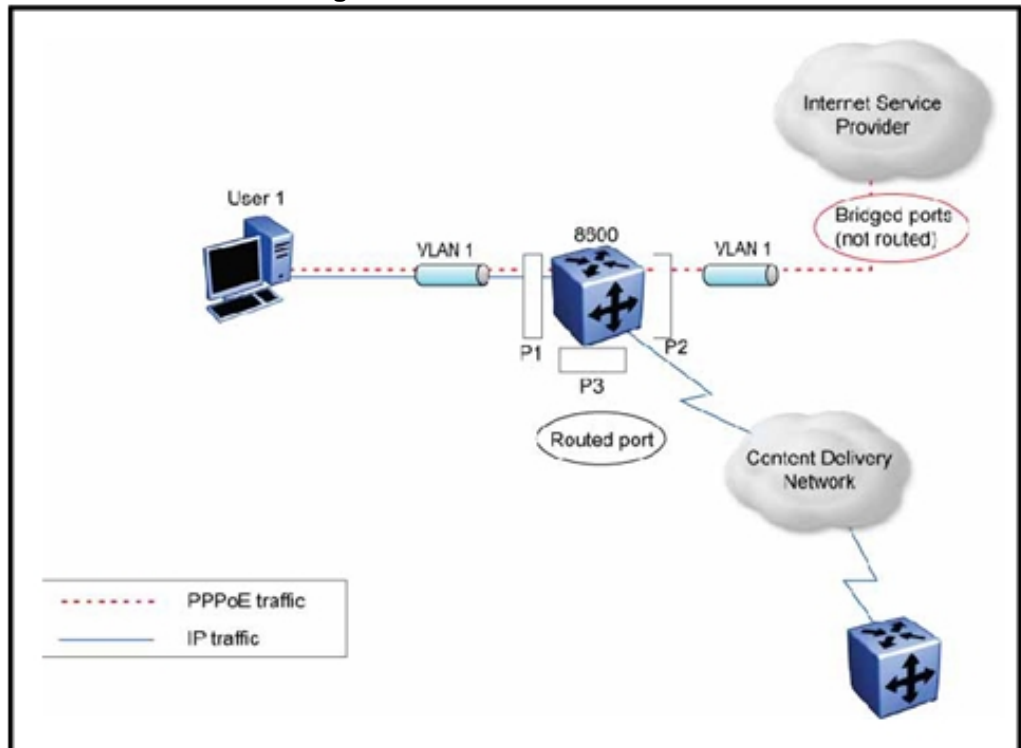 Internet Service
Provider
User 1
Bridged ports
(not routed)
VLAN 1
8800
VLAN 1
P1
P2
P3
Routed port
Content Delivery
Network
PPPoE traffic
IP traffic